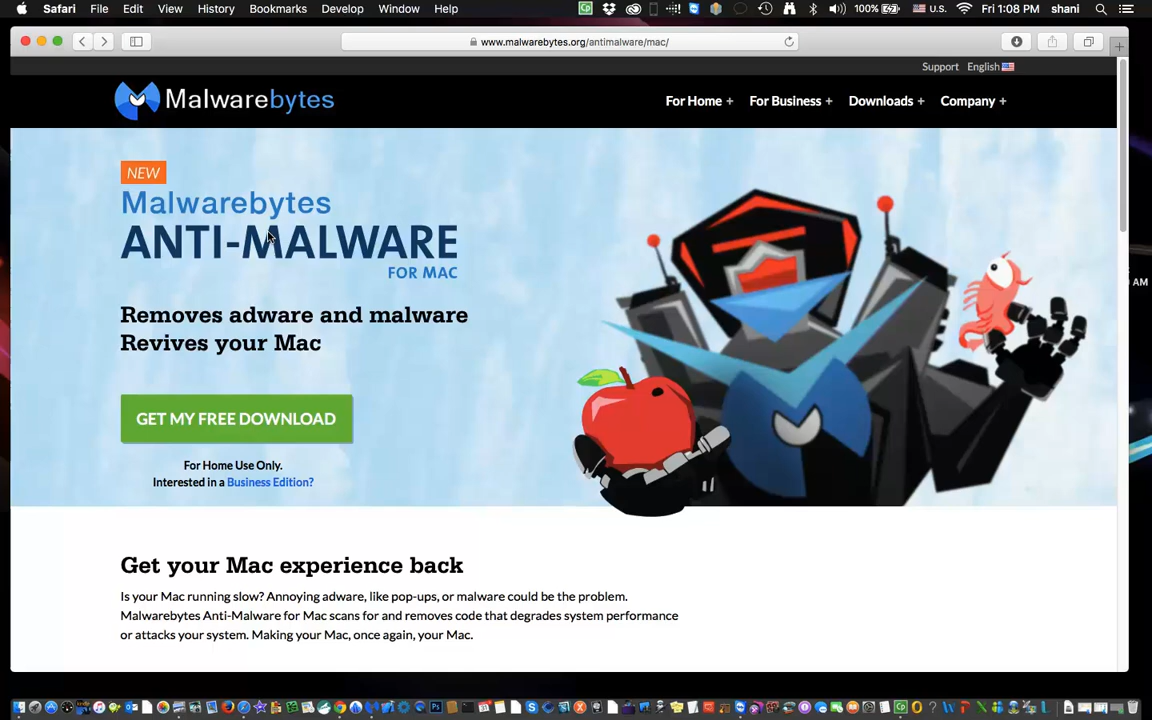 Safari File Edit View History Bookmarks Develop Window Help 100% U.S. Fri 1:08 PM shani
www.malwarebytes.org/antimalware/mac/
Support English
Malwarebytes For Home + For Business + Downloads + Company +
NEW
Malwarebytes
ANTI-MALWARE
FOR MAC
AM
Removes adware and malware
Revives your Mac
GET MY FREE DOWNLOAD
For Home Use Only.
Interested in a Business Edition?
Get your Mac experience back
Is your Mac running slow? Annoying adware, like pop-ups, or malware could be the problem.
Malwarebytes Anti-Malware for Mac scans for and removes code that degrades system performance
or attacks your system. Making your Mac, once again, your Mac.